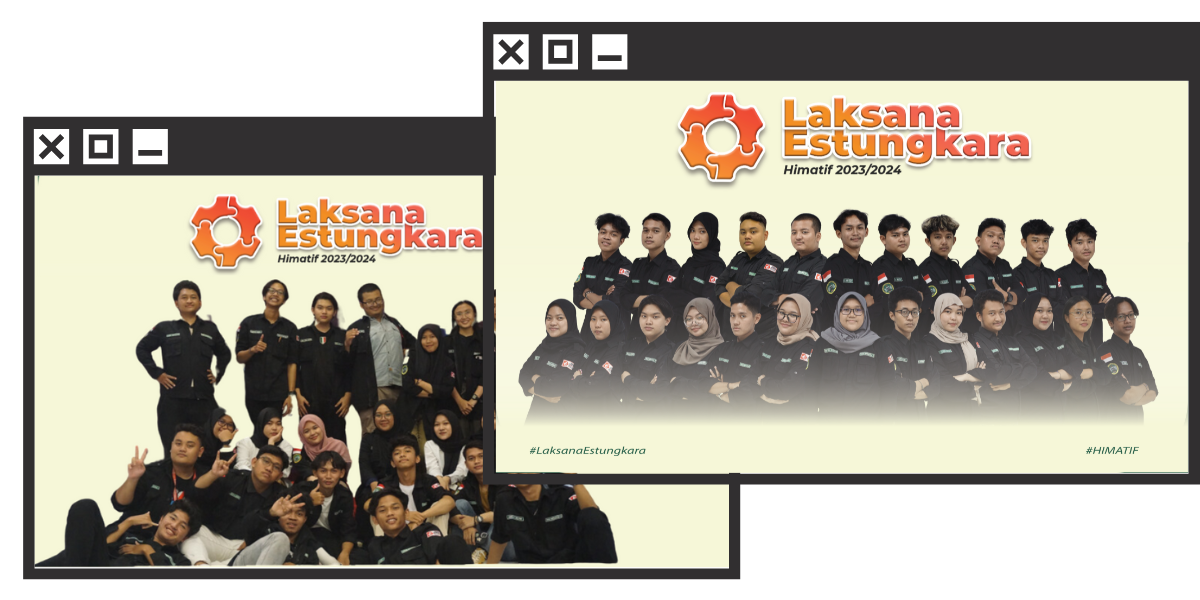 Laksana
Estungkara
Himatif 2023/2024
Laksana
Estungkara
Himatif 2023/2024
#LaksanaEstungkara
#HIMATIF